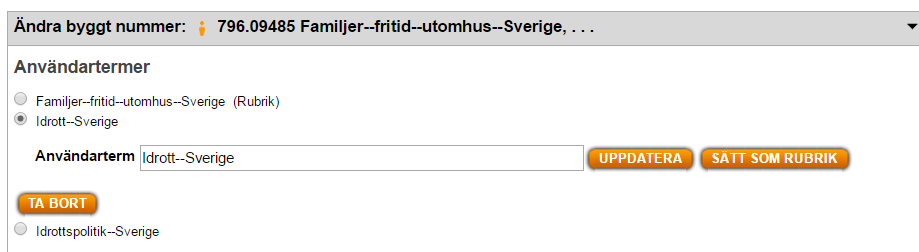 Ändra byggt nummer: 796.09485 Familjer--fritid--utomhus--Sverige, . . .
Användartermer
Familjer--fritid--utomhus--Sverige (Rubrik)
Idrott--Sverige
Användarterm Idrott--Sverige UPPDATERA SÄTT SOM RUBRIK
TA BORT
Idrottspolitik--Sverige